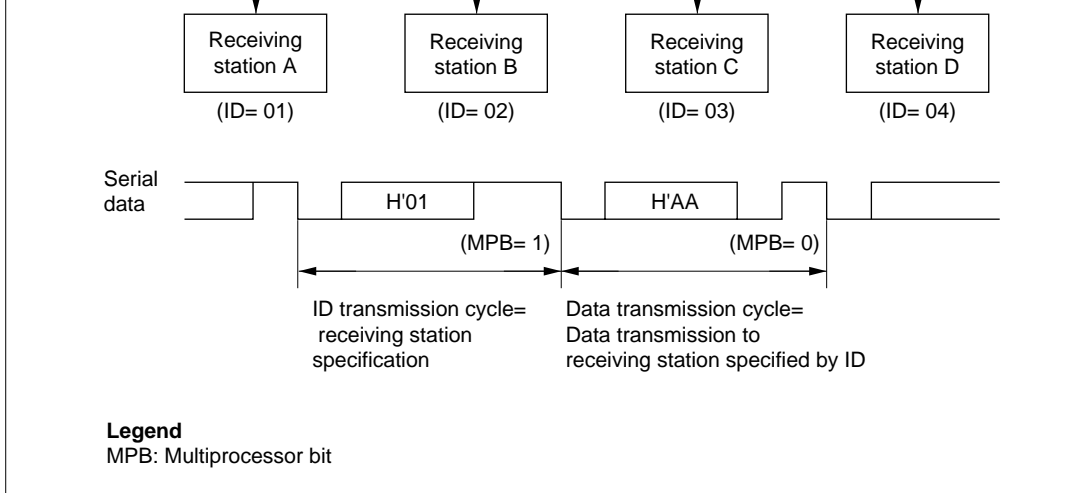 Receiving station A
Receiving station B
Receiving station C
Receiving station D
(ID= 01)
(ID= 02)
(ID= 03)
(ID= 04)
Serial data
H'01
H'AA
(MPB= 1)
(MPB= 0)
ID transmission cycle=
receiving station
specification
Data transmission cycle=
Data transmission to
receiving station specified by ID
Legend
MPB: Multiprocessor bit